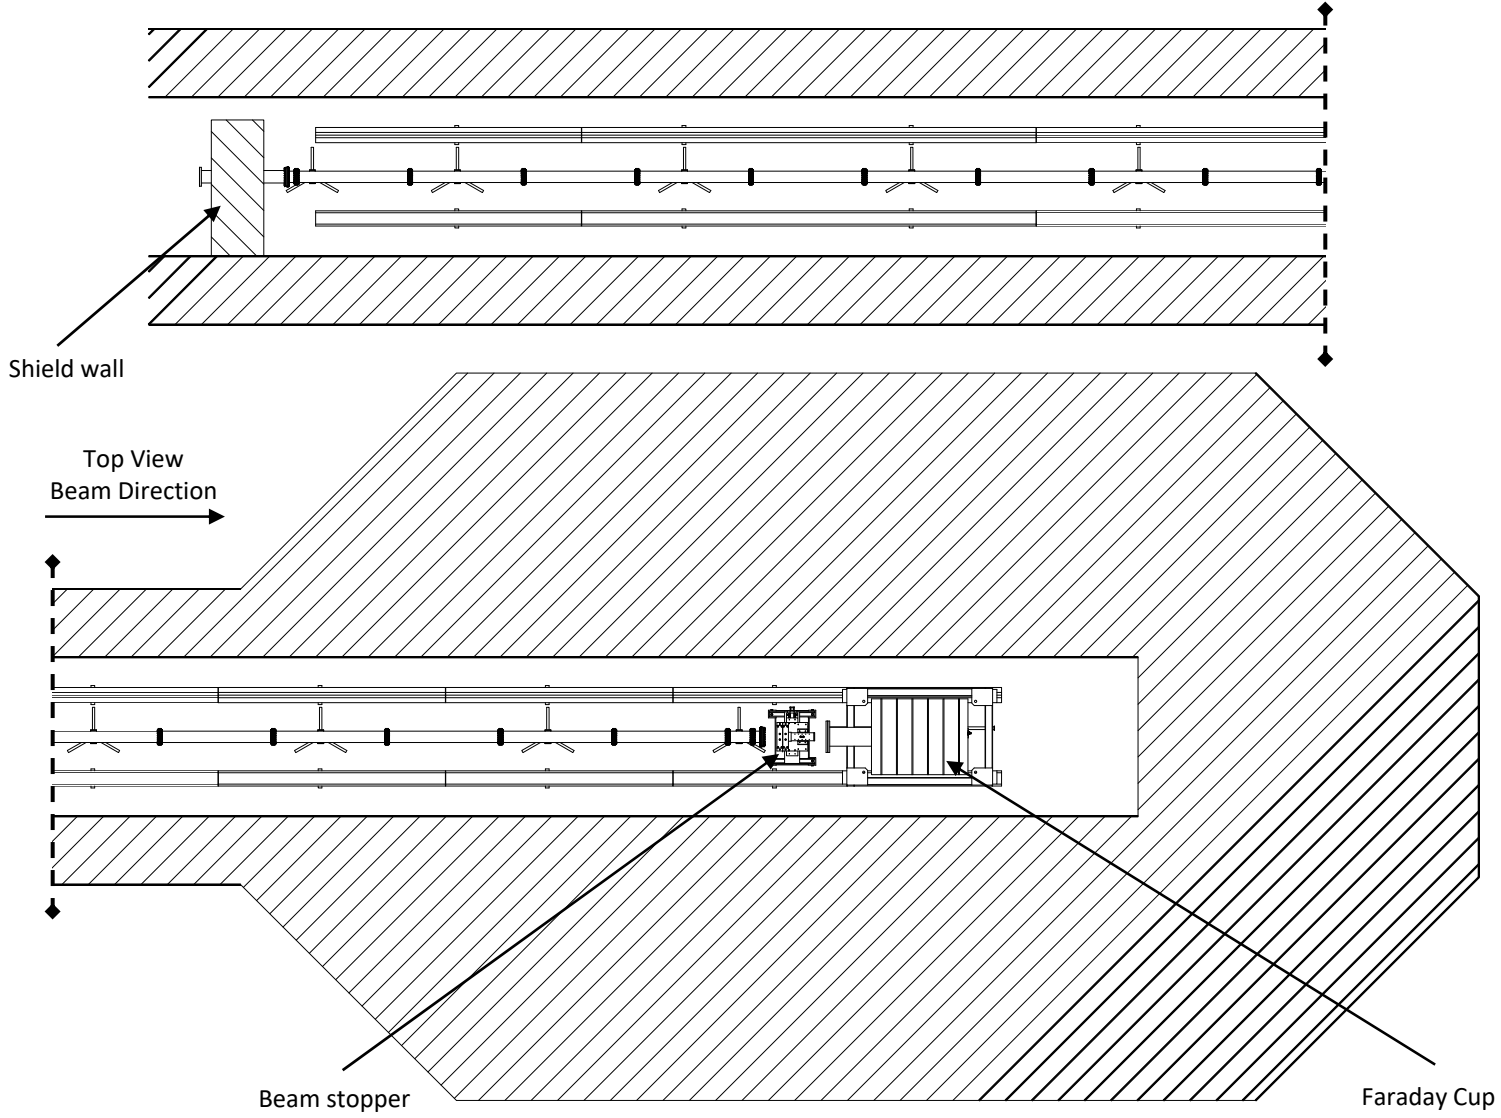 Shield wall
Top View
Beam Direction
Beam stopper
Faraday Cup